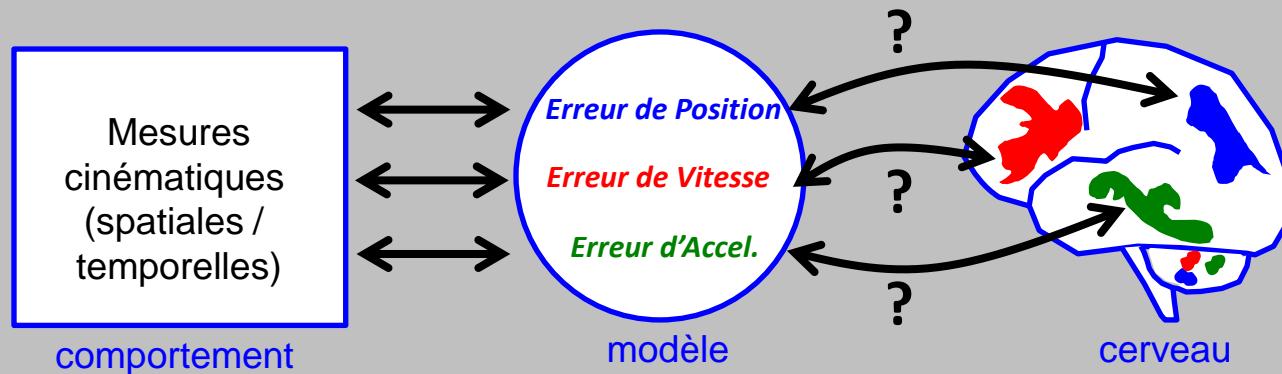 ?
Erreur de Position
Mesures
cinématiques
(spatiales /
temporelles)
Erreur de Vitesse
?
Erreur d'Accel.
?
comportement
modèle
cerveau